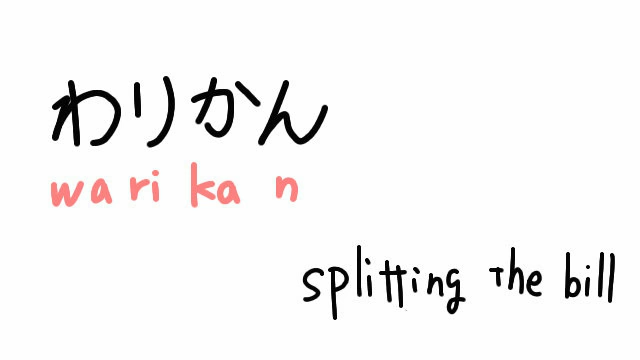 わりかん
wa ri ka n
splitting the bill